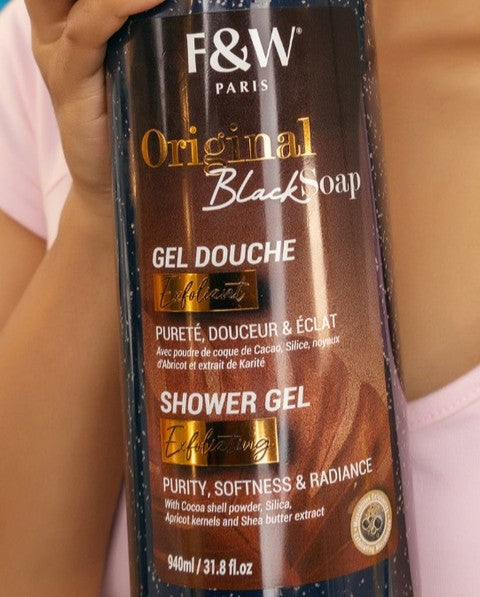 F&W®
PARIS
Original
BlackSoap
GEL DOUCHE
Exfoliant
PURETÉ, DOUCEUR & ÉCLAT
Avec poudre de coque de Cacao, Silice, noyaux
d'Abricot et extrait de Karité
SHOWER GEL
Exfoliating
PURITY, SOFTNESS & RADIANCE
With Cocoa shell powder, Silica,
Apricot kernels and Shea butter extract
940ml / 31.8 fl.oz